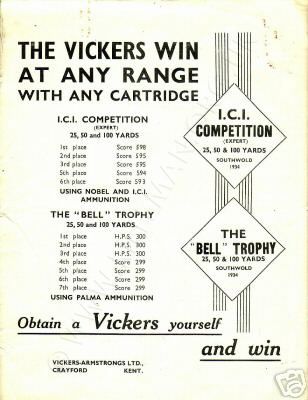 THE VICKERS WIN
AT ANY RANGE
WITH ANY CARTRIDGE
I.C.I. COMPETITION
(EXPERT)
25, 50 and 100 YARDS
1st place Score 598
2nd place Score 595
3rd place Score 595
5th place Score 594
6th place Score 593
USING NOBEL AND I.C.I.
AMMUNITION
THE "BELL" TROPHY
25, 50 and 100 YARDS
1st place H.P.S. 300
2nd place H.P.S. 300
3rd place H.P.S. 300
4th place Score 299
5th place Score 299
6th place Score 299
7th place Score 299
USING PALMA AMMUNITION
I.C.I.
COMPETITION
(EXPERT)
25, 50 & 100 YARDS
SOUTHWOLD
1934
THE
"BELL" TROPHY
25, 50 & 100 YARDS
SOUTHWOLD
1934
Obtain a Vickers yourself
and win
VICKERS-ARMSTRONGS LTD.,
CRAYFORD KENT.